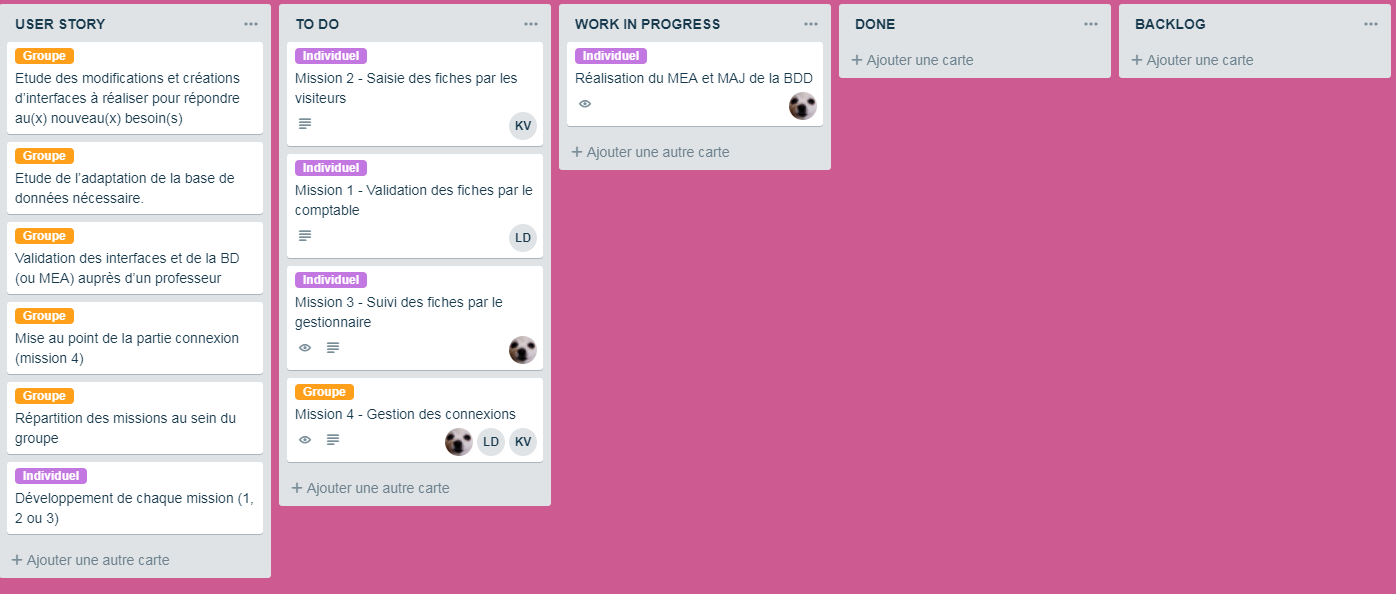 USER STORY
Groupe
Etude des modifications et créations
d'interfaces à réaliser pour répondre
au(x) nouveau(x) besoin(s)
Groupe
Etude de l'adaptation de la base de
données nécessaire.
Groupe
Validation des interfaces et de la BD
(ou MEA) auprès d'un professeur
Groupe
Mise au point de la partie connexion
(mission 4)
Groupe
Répartition des missions au sein du
groupe
Individuel
Développement de chaque mission (1,
2 ou 3)
+ Ajouter une autre carte
TO DO
Individuel
Mission 2 - Saisie des fiches par les
visiteurs
KV
Individuel
Mission 1 - Validation des fiches par le
comptable
LD
Individuel
Mission 3 - Suivi des fiches par le
gestionnaire
Groupe
Mission 4 - Gestion des connexions
LD KV
+ Ajouter une autre carte
WORK IN PROGRESS
Individuel
Réalisation du MEA et MAJ de la BDD
+ Ajouter une autre carte
DONE
+ Ajouter une carte
BACKLOG
+ Ajouter une carte